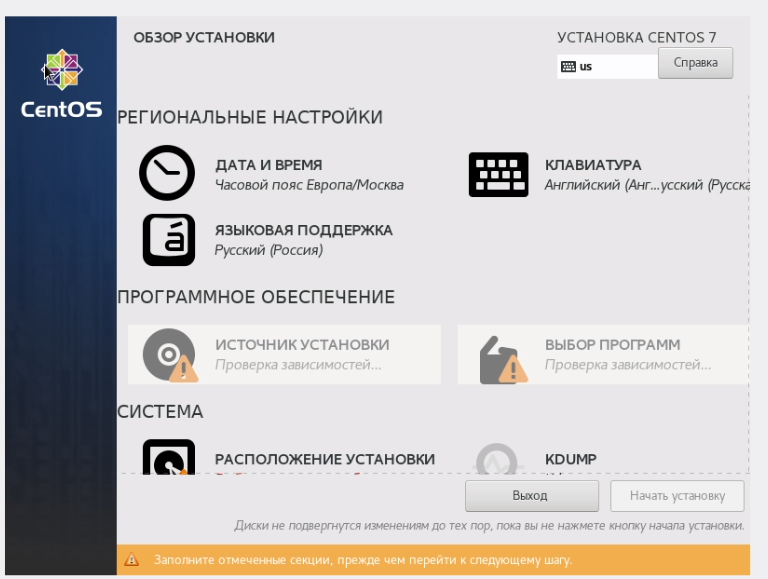 ОБЗОР УСТАНОВКИ
УСТАНОВКА CENTOS 7
us
Справка
CentOS
РЕГИОНАЛЬНЫЕ НАСТРОЙКИ
ДАТА И ВРЕМЯ
Часовой пояс Европа/Москва
КЛАВИАТУРА
Английский (Анг...усский (Русска
ЯЗЫКОВАЯ ПОДДЕРЖКА
Русский (Россия)
ПРОГРАММНОЕ ОБЕСПЕЧЕНИЕ
ИСТОЧНИК УСТАНОВКИ
Проверка зависимостей...
ВЫБОР ПРОГРАММ
Проверка зависимостей...
СИСТЕМА
РАСПОЛОЖЕНИЕ УСТАНОВКИ
KDUMP
Выход
Начать установку
Диски не подвергнутся изменениям до тех пор, пока вы не нажмете кнопку начала установки.
Заполните отмеченные секции, прежде чем перейти к следующему шагу.